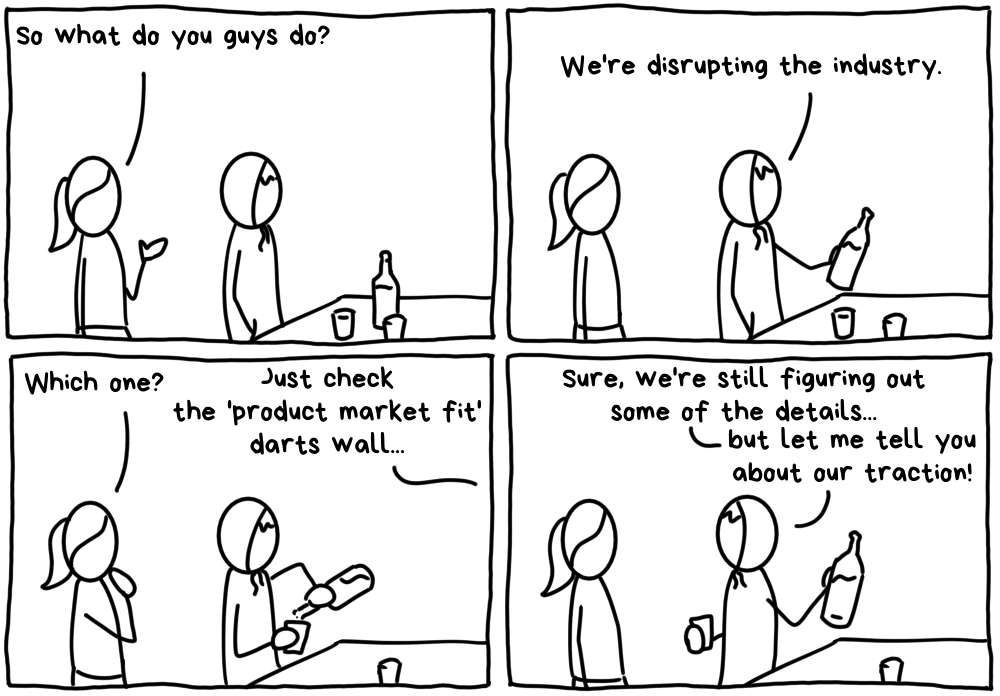 So what do you guys do?
We're disrupting the industry.
Which one?
Just check
the 'product market fit'
darts wall...
Sure, we're still figuring out
some of the details...
but let me tell you
about our traction!